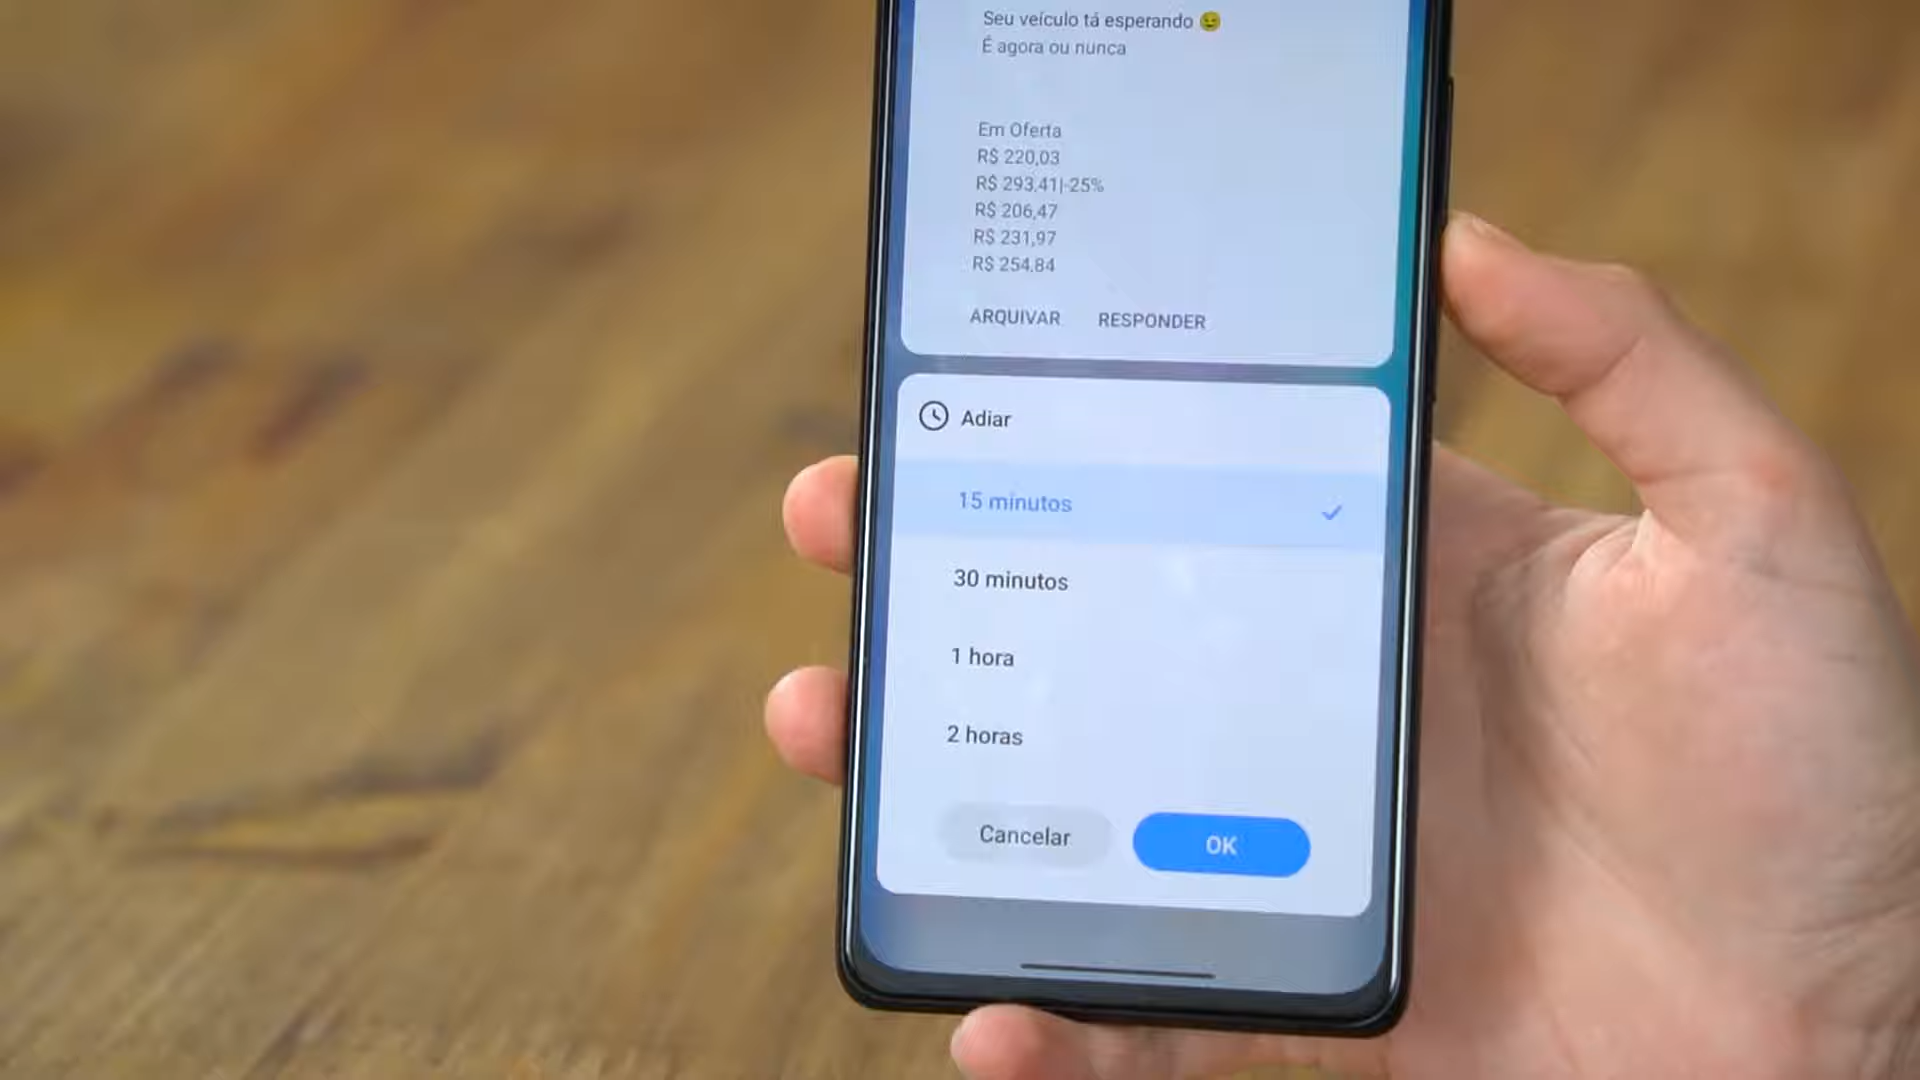 Seu veículo tá esperando 😉
É agora ou nunca
Em Oferta
R$ 220,03
R$ 293,41|-25%
R$ 206,47
R$ 231,97
R$ 254,84
ARQUIVAR RESPONDER
Adiar
15 minutos
30 minutos
1 hora
2 horas
Cancelar OK